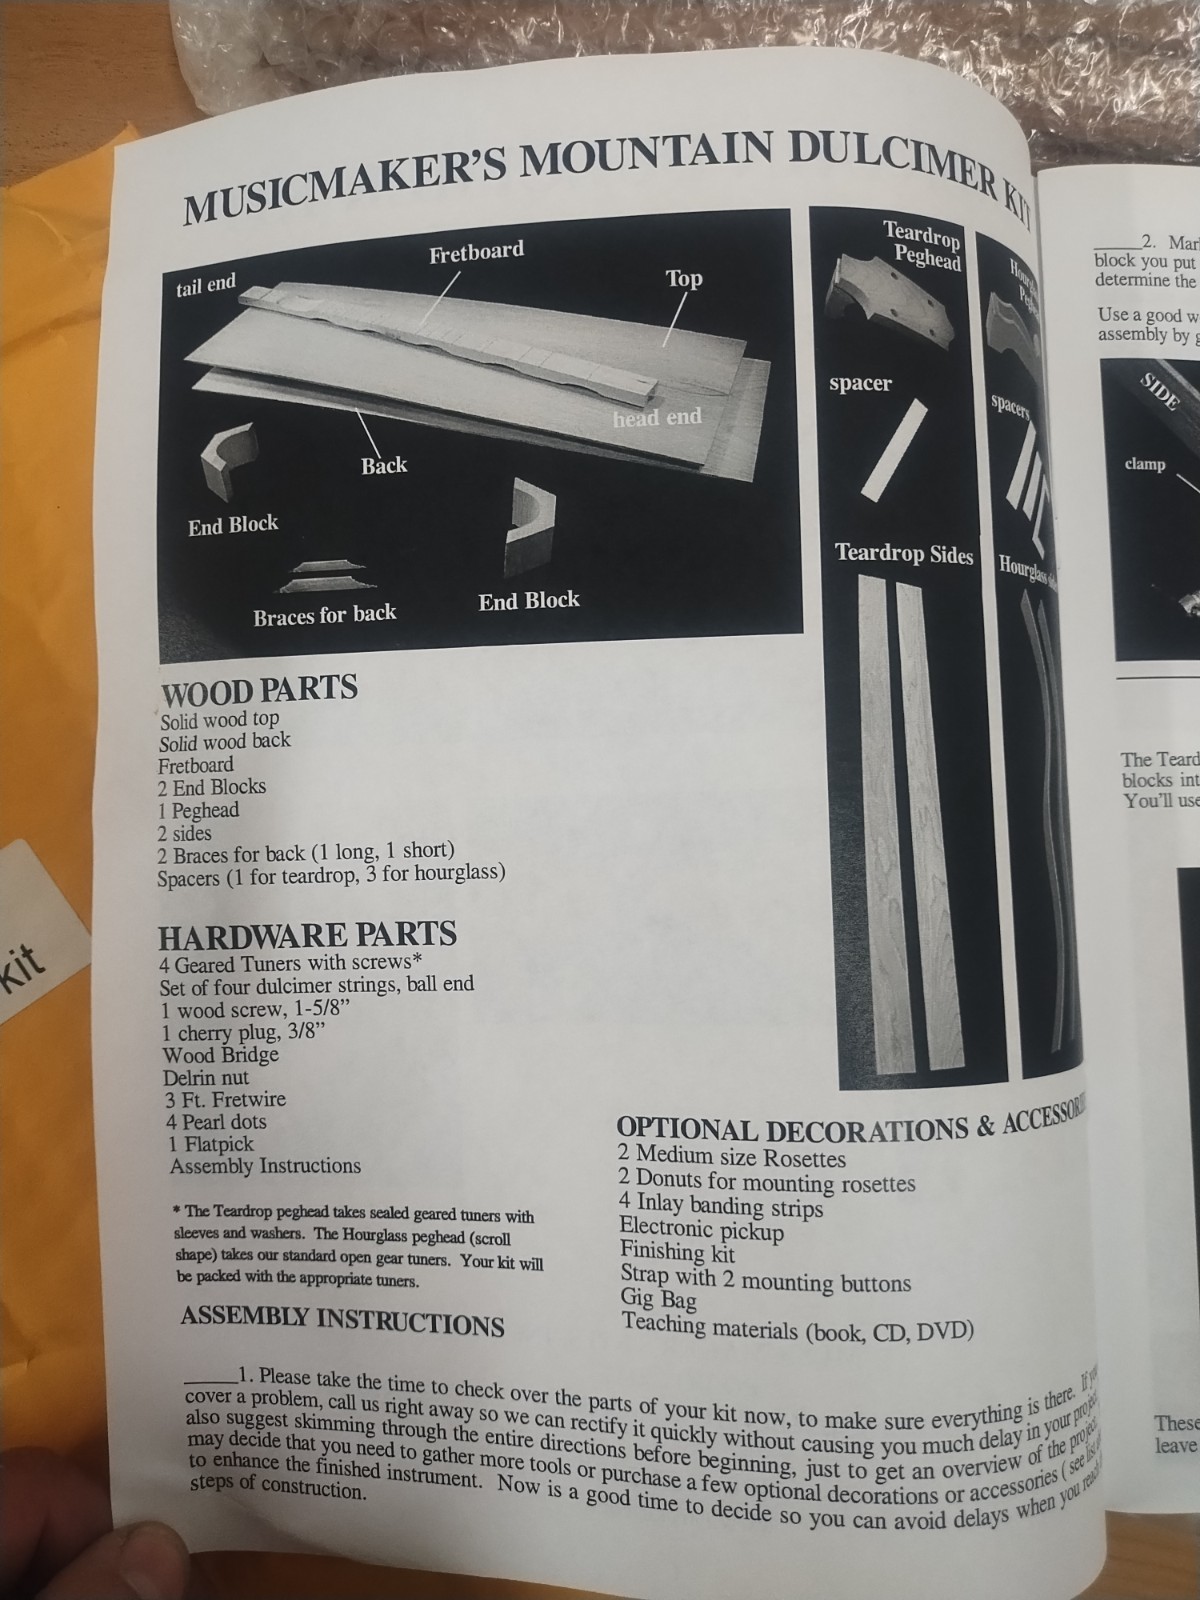 MUSICMAKER'S MOUNTAIN DULCIMER KIT
tail end
Fretboard
Top
head end
Back
End Block
Braces for back
End Block
Teardrop
Peghead
spacer
Teardrop Sides
spacers
Hourglass
WOOD PARTS
Solid wood top
Solid wood back
Fretboard
2 End Blocks
1 Peghead
2 sides
2 Braces for back (1 long, 1 short)
Spacers (1 for teardrop, 3 for hourglass)
HARDWARE PARTS
4 Geared Tuners with screws*
Set of four dulcimer strings, ball end
1 wood screw, 1-5/8"
1 cherry plug, 3/8"
Wood Bridge
Delrin nut
3 Ft. Fretwire
4 Pearl dots
1 Flatpick
Assembly Instructions
* The Teardrop peghead takes sealed geared tuners with
sleeves and washers. The Hourglass peghead (scroll
shape) takes our standard open gear tuners. Your kit will
be packed with the appropriate tuners.
OPTIONAL DECORATIONS &
2 Medium size Rosettes
2 Donuts for mounting rosettes
4 Inlay banding strips
Electronic pickup
Finishing kit
Strap with 2 mounting buttons
Gig Bag
Teaching materials (book, CD, DVD)
ASSEMBLY INSTRUCTIONS
_____1. Please take the time to check over the parts of your kit now, to make sure everything is there. If
cover a problem, call us right away so we can rectify it quickly without causing you much delay in your
also suggest skimming through the entire directions before beginning, just to get an overview of the project.
may decide that you need to gather more tools or purchase a few optional decorations or accessories ( see list
to enhance the finished instrument. Now is a good time to decide so you can avoid delays when you
steps of construction.
kit
_____2.
block you put
determine the
Use a good
assembly by
SIDE
clamp
The
blocks
You'll use
These
leave